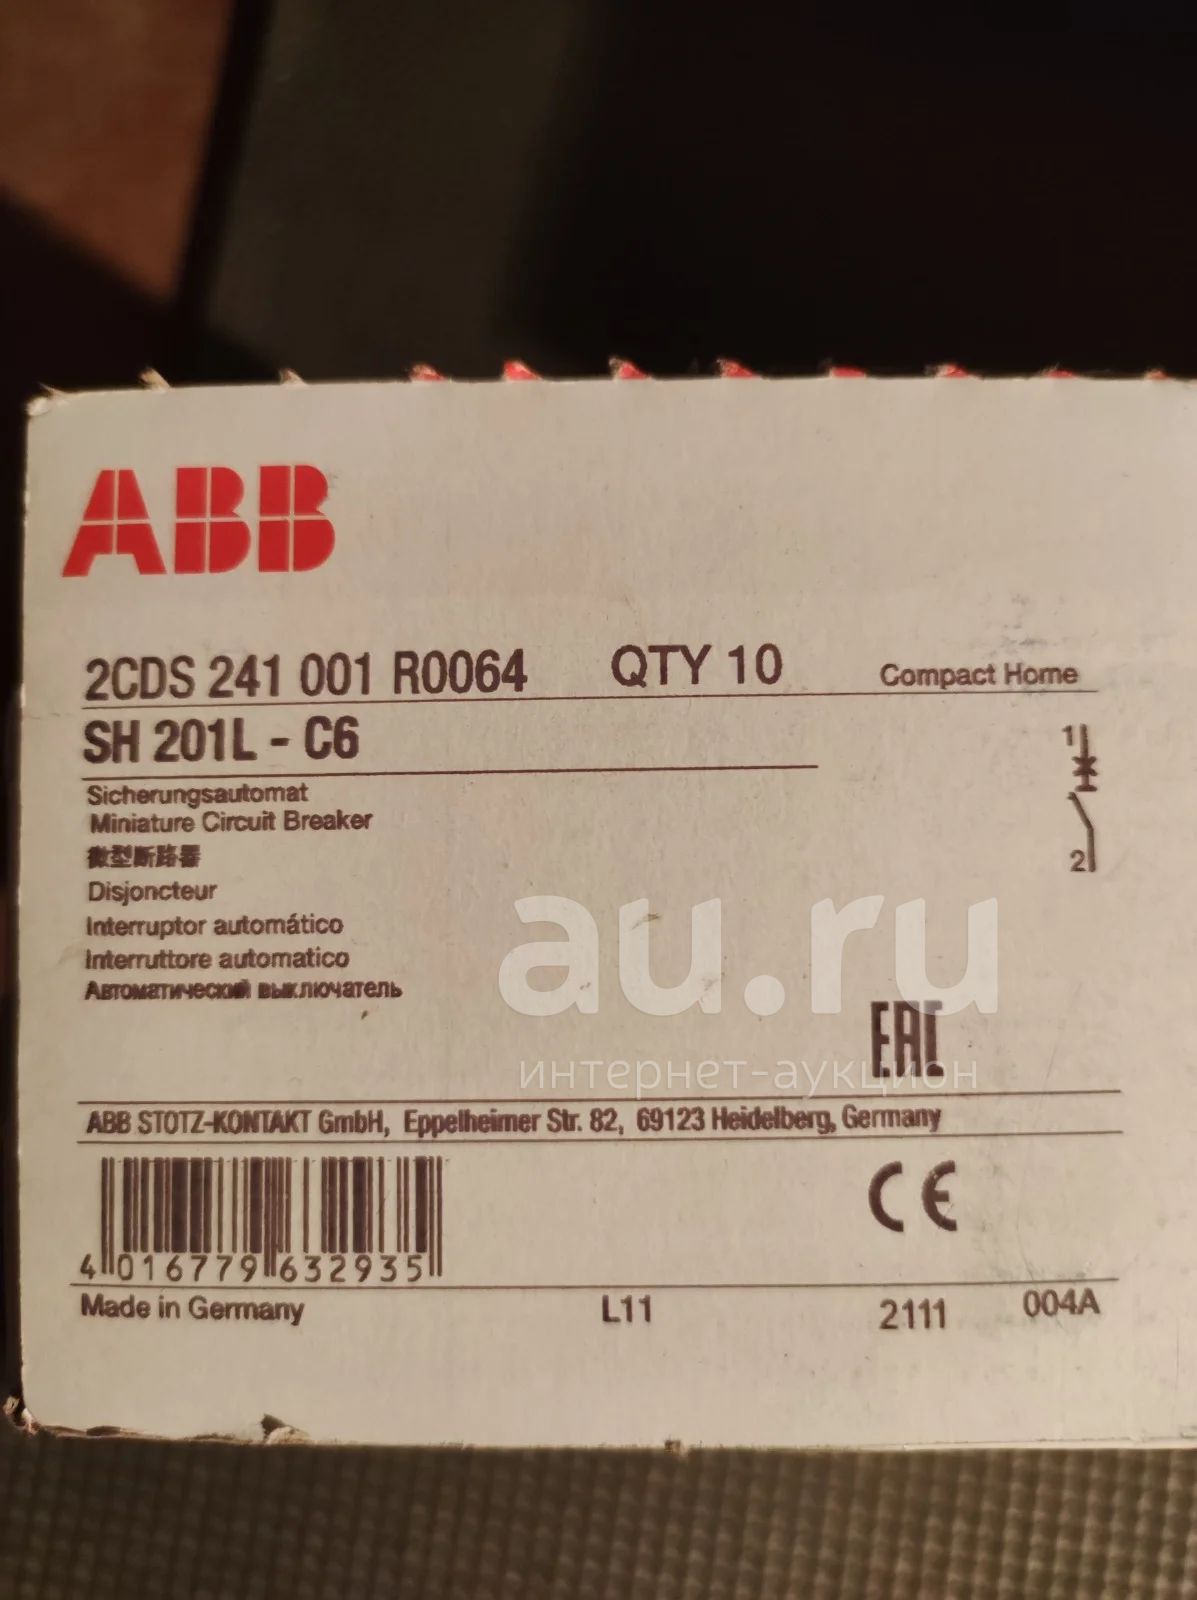 ABB
2CDS 241 001 R0064 QTY 10 Compact Home
SH 201L - C6
1
Sicherungsautomat
Miniature Circuit Breaker
微型断路器
2
Disjoncteur
Interruptor automático
Interruttore automatico
Автоматический выключатель
au.ru
интернет-аукцион
EAC
ABB STOTZ-KONTAKT GmbH, Eppelheimer Str. 82, 69123 Heidelberg, Germany
CE
4 016779 632935
Made in Germany L11 2111 004A